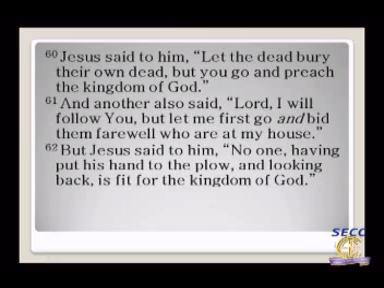 60 Jesus said to him, “Let the dead bury
their own dead, but you go and preach
the kingdom of God.”
61 And another also said, “Lord, I will
follow You, but let me first go and bid
them farewell who are at my house.”
62 But Jesus said to him, “No one, having
put his hand to the plow, and looking
back, is fit for the kingdom of God.”
SECC